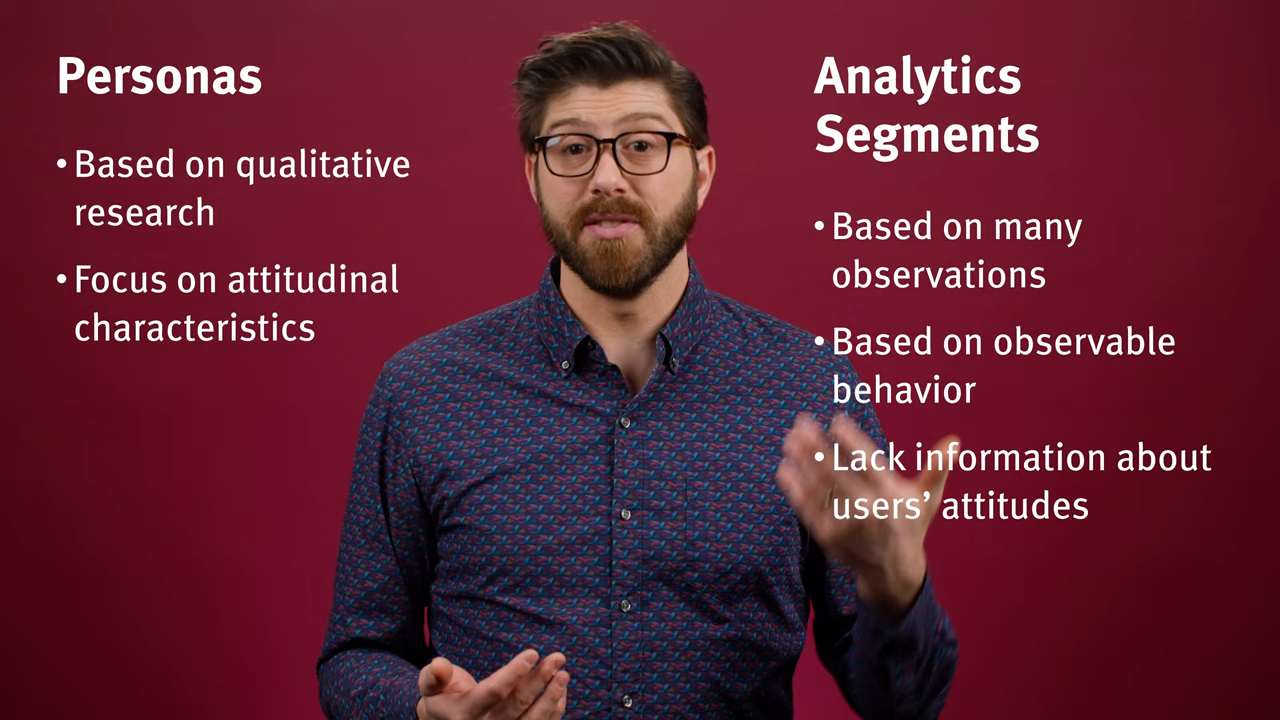 Personas
• Based on qualitative
research
• Focus on attitudinal
characteristics
Analytics
Segments
• Based on many
observations
• Based on observable
behavior
• Lack information about
users’ attitudes